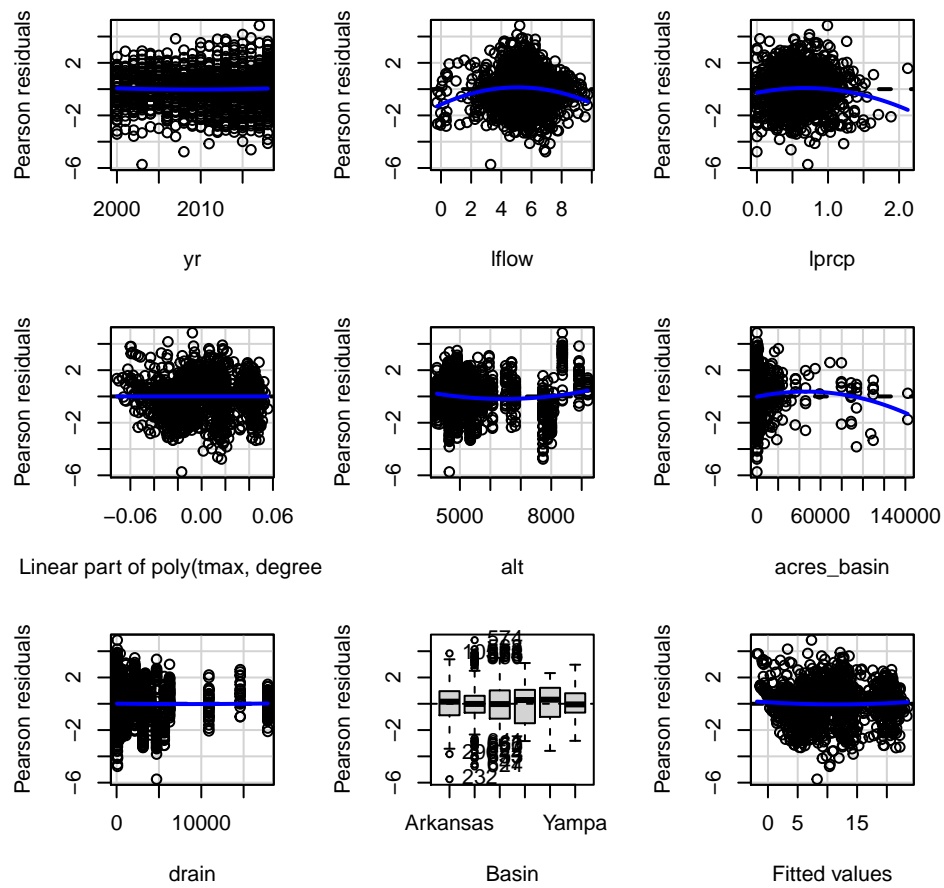 Pearson residuals
−6
−2
2
2000
2010
yr
Pearson residuals
−6
−2
2
0
2
4
6
8
lflow
Pearson residuals
−6
−2
2
0.0
1.0
2.0
lprcp
Pearson residuals
−6
−2
2
−0.06
0.00
0.06
Linear part of poly(tmax, degree
Pearson residuals
−6
−2
2
5000
8000
alt
Pearson residuals
−6
−2
2
0
60000
140000
acres_basin
Pearson residuals
−6
−2
2
0
10000
drain
Pearson residuals
−6
−2
2
574
232
Arkansas
Yampa
Basin
Pearson residuals
−6
−2
2
0
5
15
Fitted values